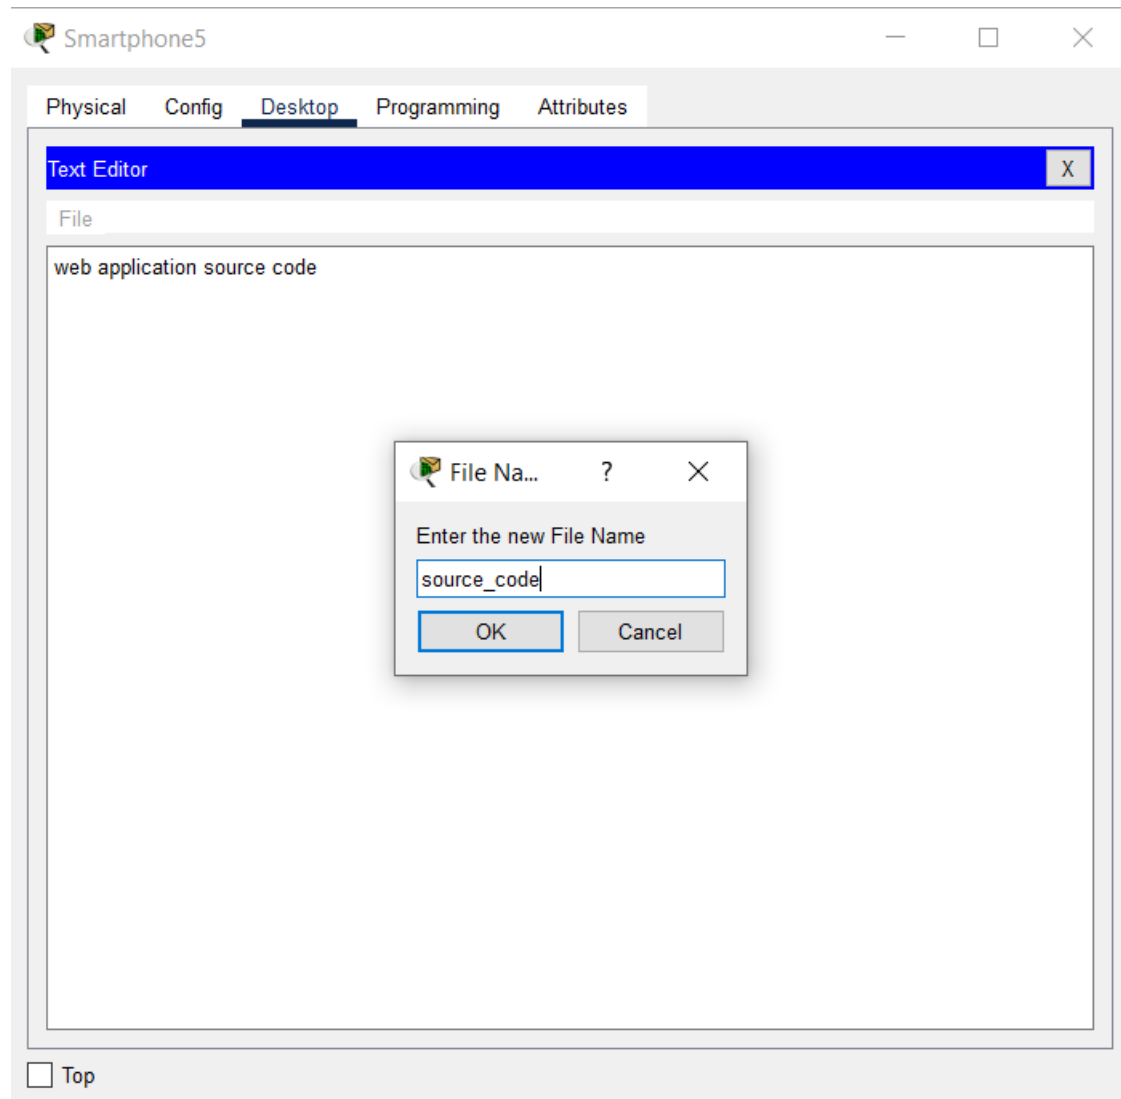 Smartphone5
Physical Config Desktop Programming Attributes
Text Editor X
File
web application source code
File Na... ?
Enter the new File Name
source_code
OK Cancel
Top